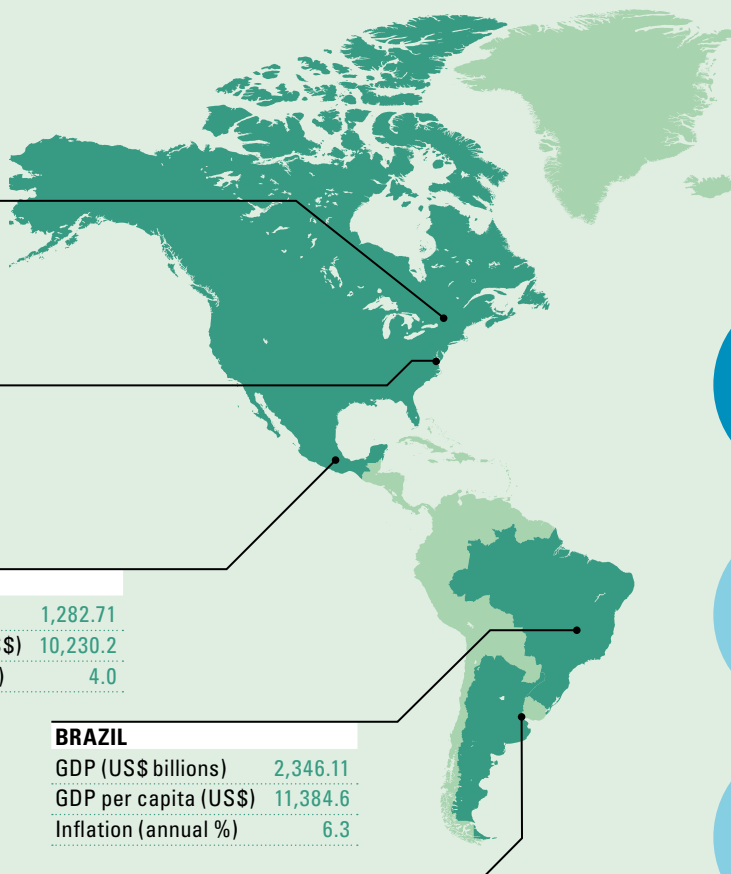 1,282.71
$) 10,230.2
) 4.0
BRAZIL
GDP (US$ billions) 2,346.11
GDP per capita (US$) 11,384.6
Inflation (annual %) 6.3